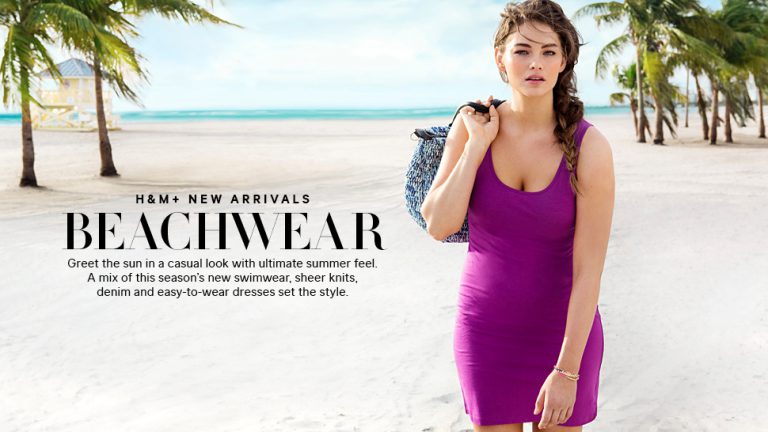 H&M+ NEW ARRIVALS
BEACHWEAR
Greet the sun in a casual look with ultimate summer feel.
A mix of this season's new swimwear, sheer knits,
denim and easy-to-wear dresses set the style.